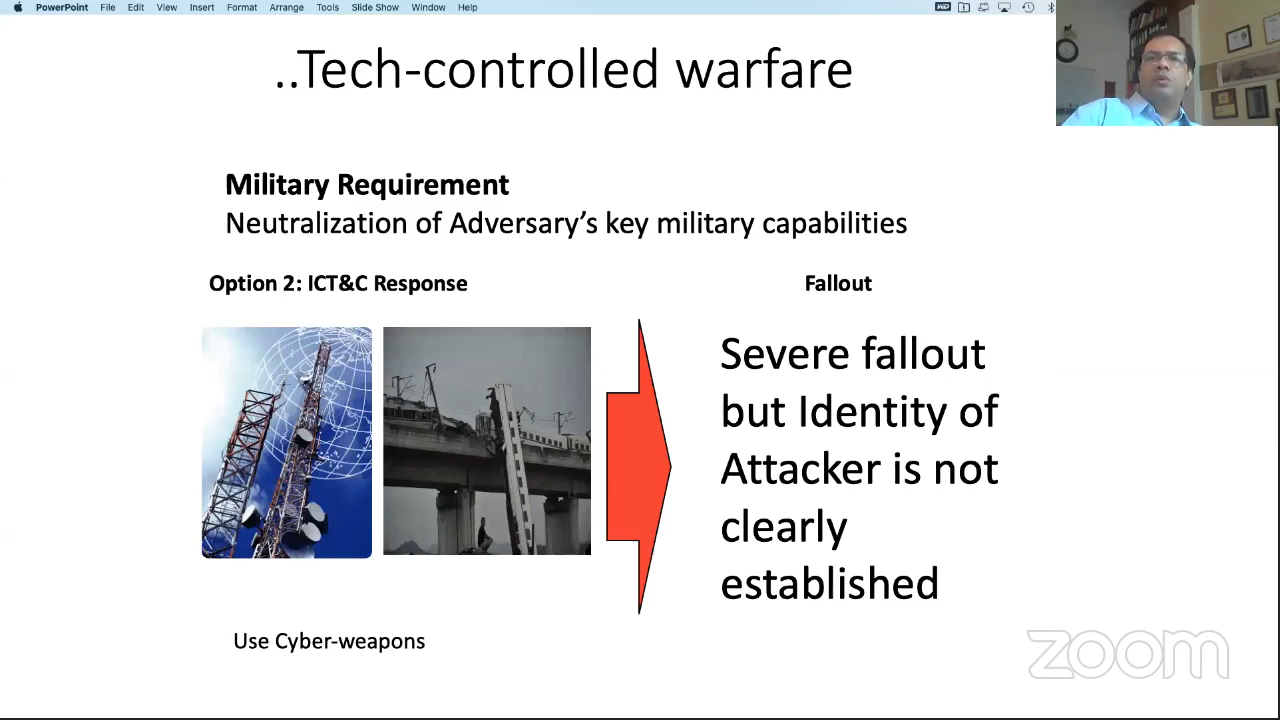 PowerPoint File Edit View Insert Format Arrange Tools Slide Show Window Help
..Tech-controlled warfare
Military Requirement
Neutralization of Adversary's key military capabilities
Option 2: ICT&C Response
Fallout
Severe fallout
but Identity of
Attacker is not
clearly
established
Use Cyber-weapons
zoom